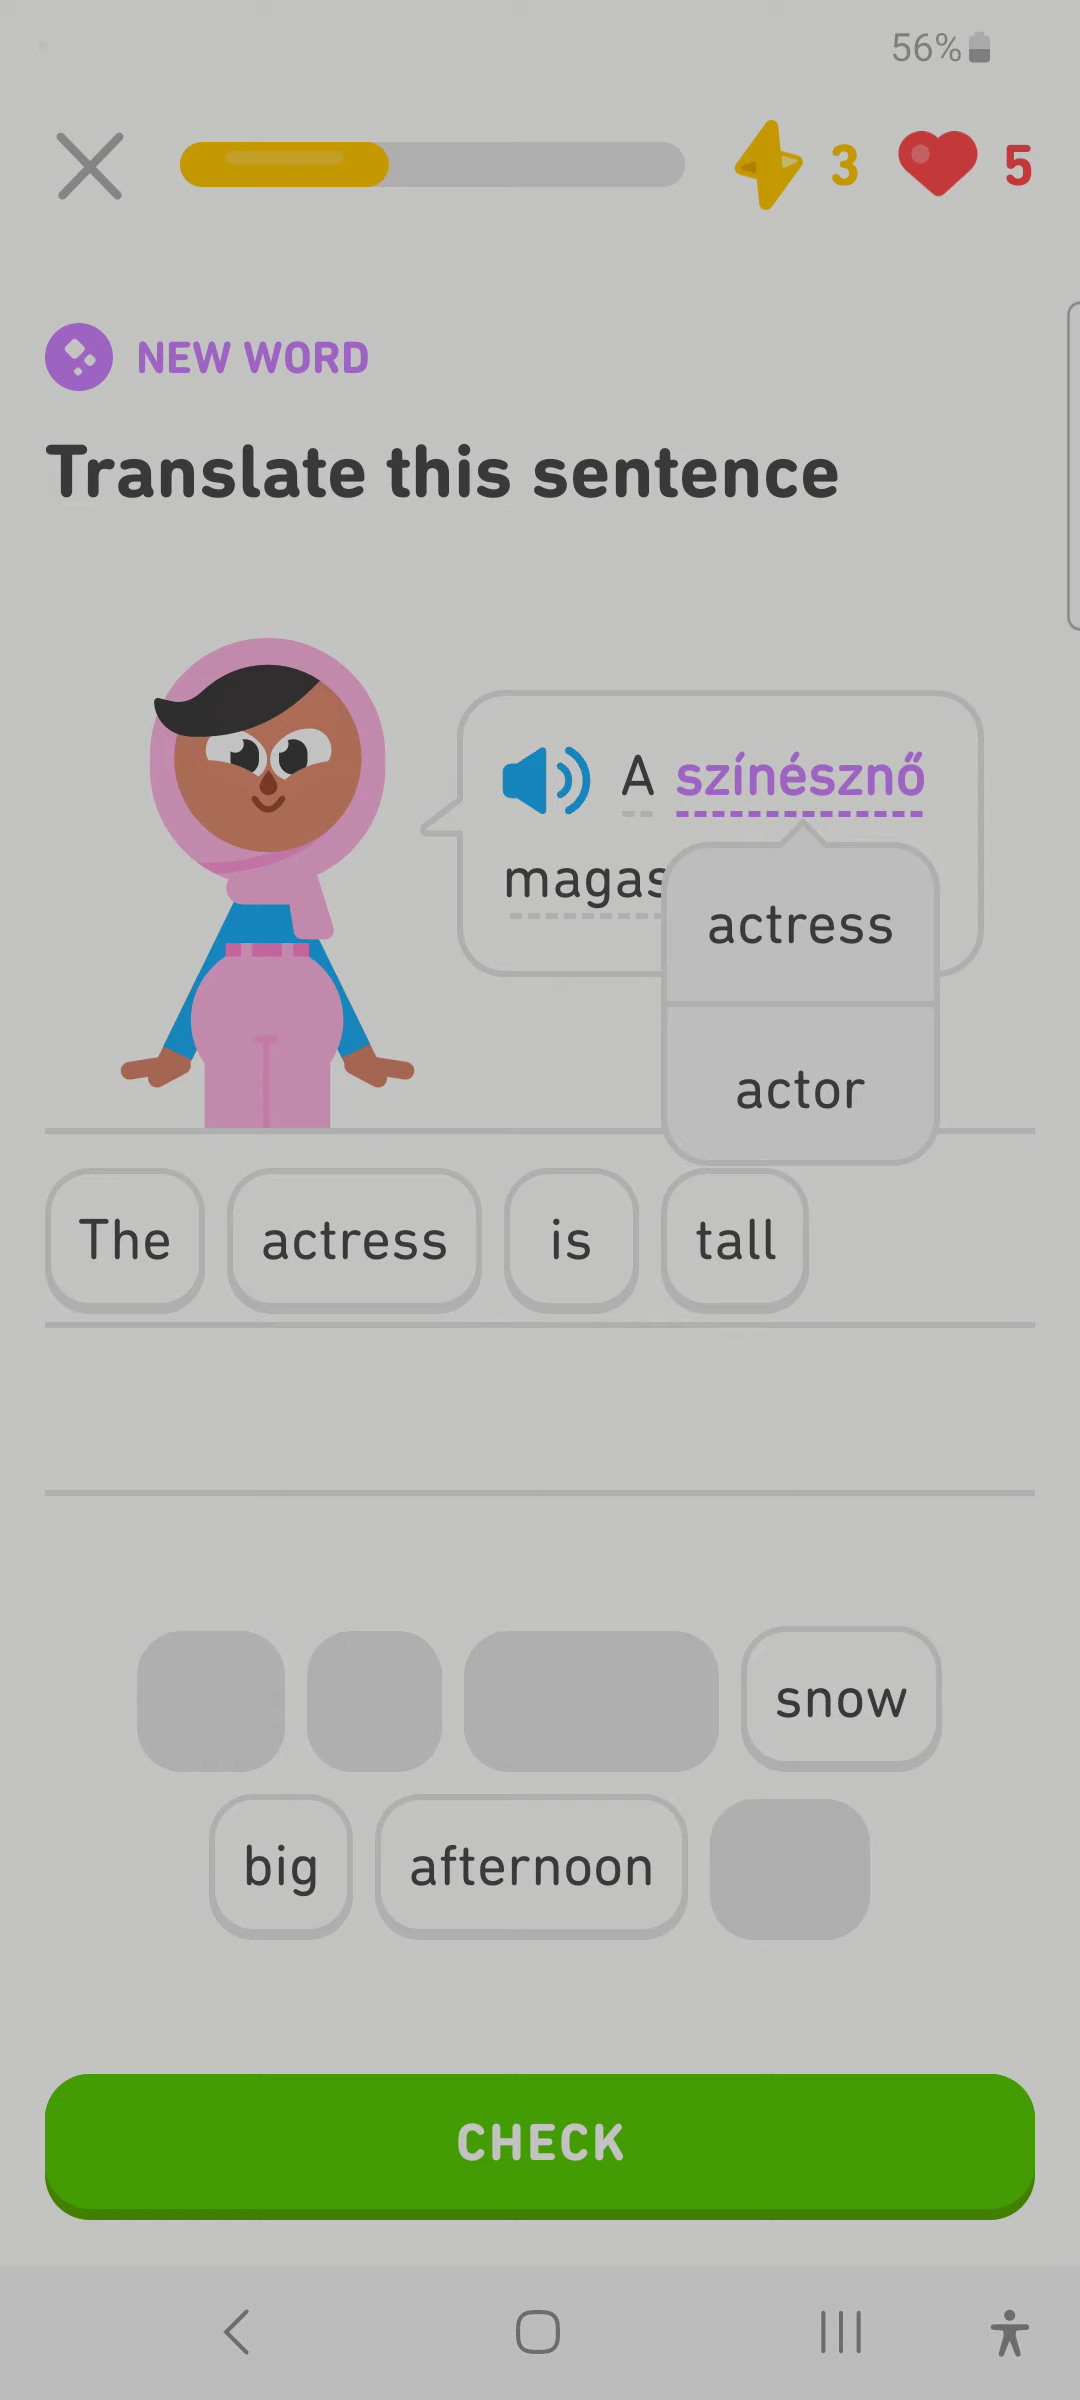 56%
3 5
NEW WORD
Translate this sentence
A színésznő
magas
actress
actor
The actress is tall
snow
big afternoon
CHECK